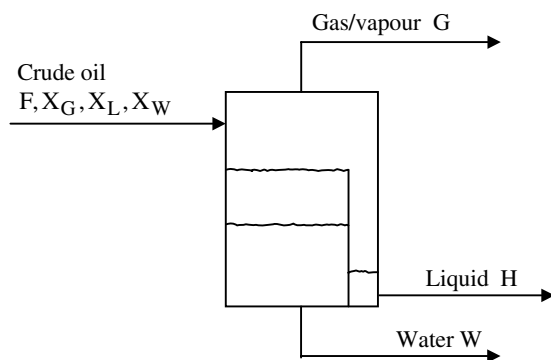 Gas/vapour G
Crude oil
F, X_G, X_L, X_W
Liquid H
Water W